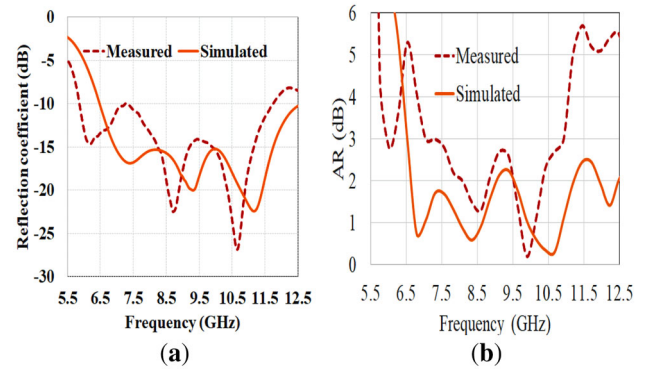 0
-5
-10
-15
-20
-25
-30
Reflection coefficient (dB)
Measured Simulated
5.5 6.5 7.5 8.5 9.5 10.5 11.5 12.5
Frequency (GHz)
(a)
6
5
4
3
2
1
0
AR (dB)
Measured
Simulated
5.5 6.5 7.5 8.5 9.5 10.5 11.5 12.5
Frequency (GHz)
(b)